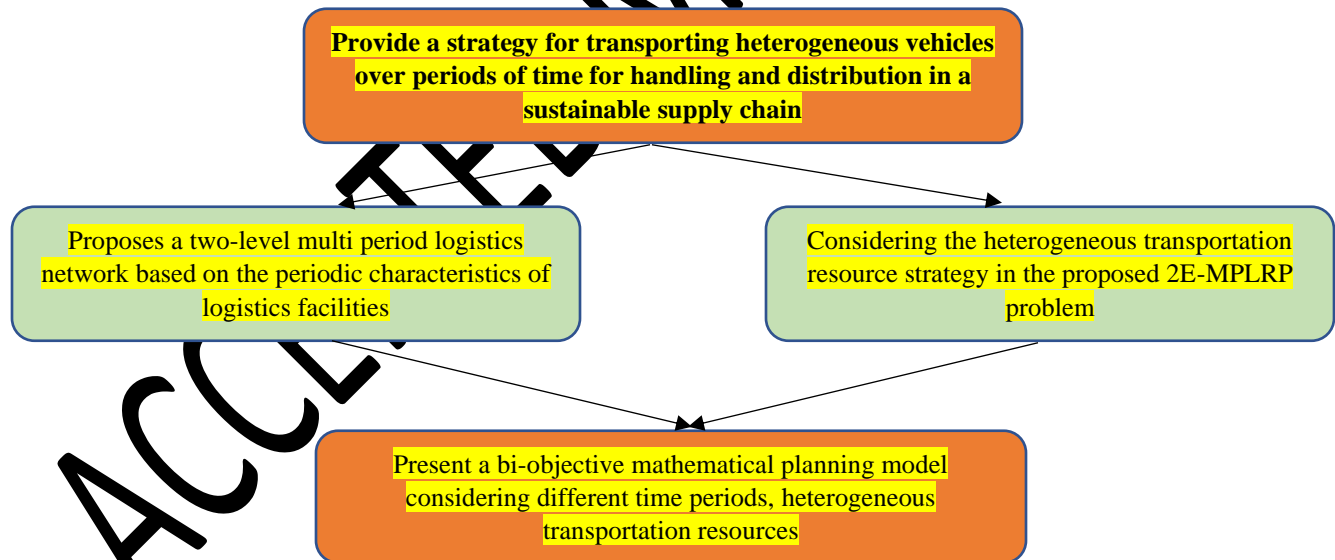 Provide a strategy for transporting heterogeneous vehicles
over periods of time for handling and distribution in a
sustainable supply chain
Proposes a two-level multi period logistics
network based on the periodic characteristics of
logistics facilities
Considering the heterogeneous transportation
resource strategy in the proposed 2E-MPLRP
problem
Present a bi-objective mathematical planning model
considering different time periods, heterogeneous
transportation resources